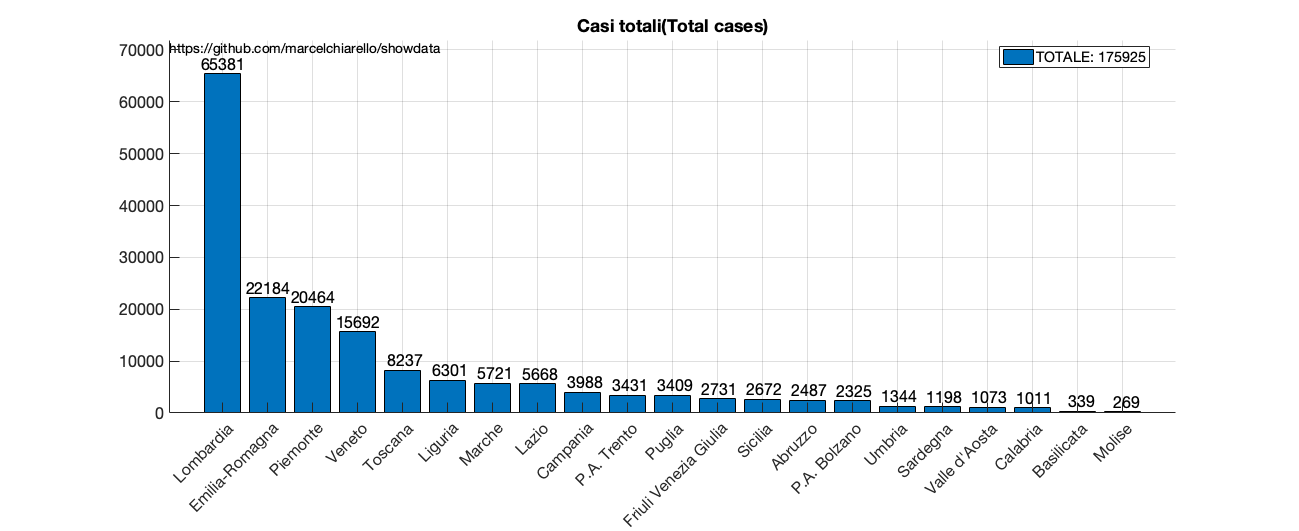 Casi totali(Total cases)
https://github.com/marcelchiarello/showdata
TOTALE: 175925
70000
60000
50000
40000
30000
20000
10000
0
65381
22184
20464
15692
8237
6301
5721
5668
3988
3431
3409
2731
2672
2487
2325
1344
1198
1073
1011
339
269
Lombardia
Emilia-Romagna
Piemonte
Veneto
Toscana
Liguria
Marche
Lazio
Campania
P.A. Trento
Puglia
Friuli Venezia Giulia
Sicilia
Abruzzo
P.A. Bolzano
Umbria
Sardegna
Valle d'Aosta
Calabria
Basilicata
Molise